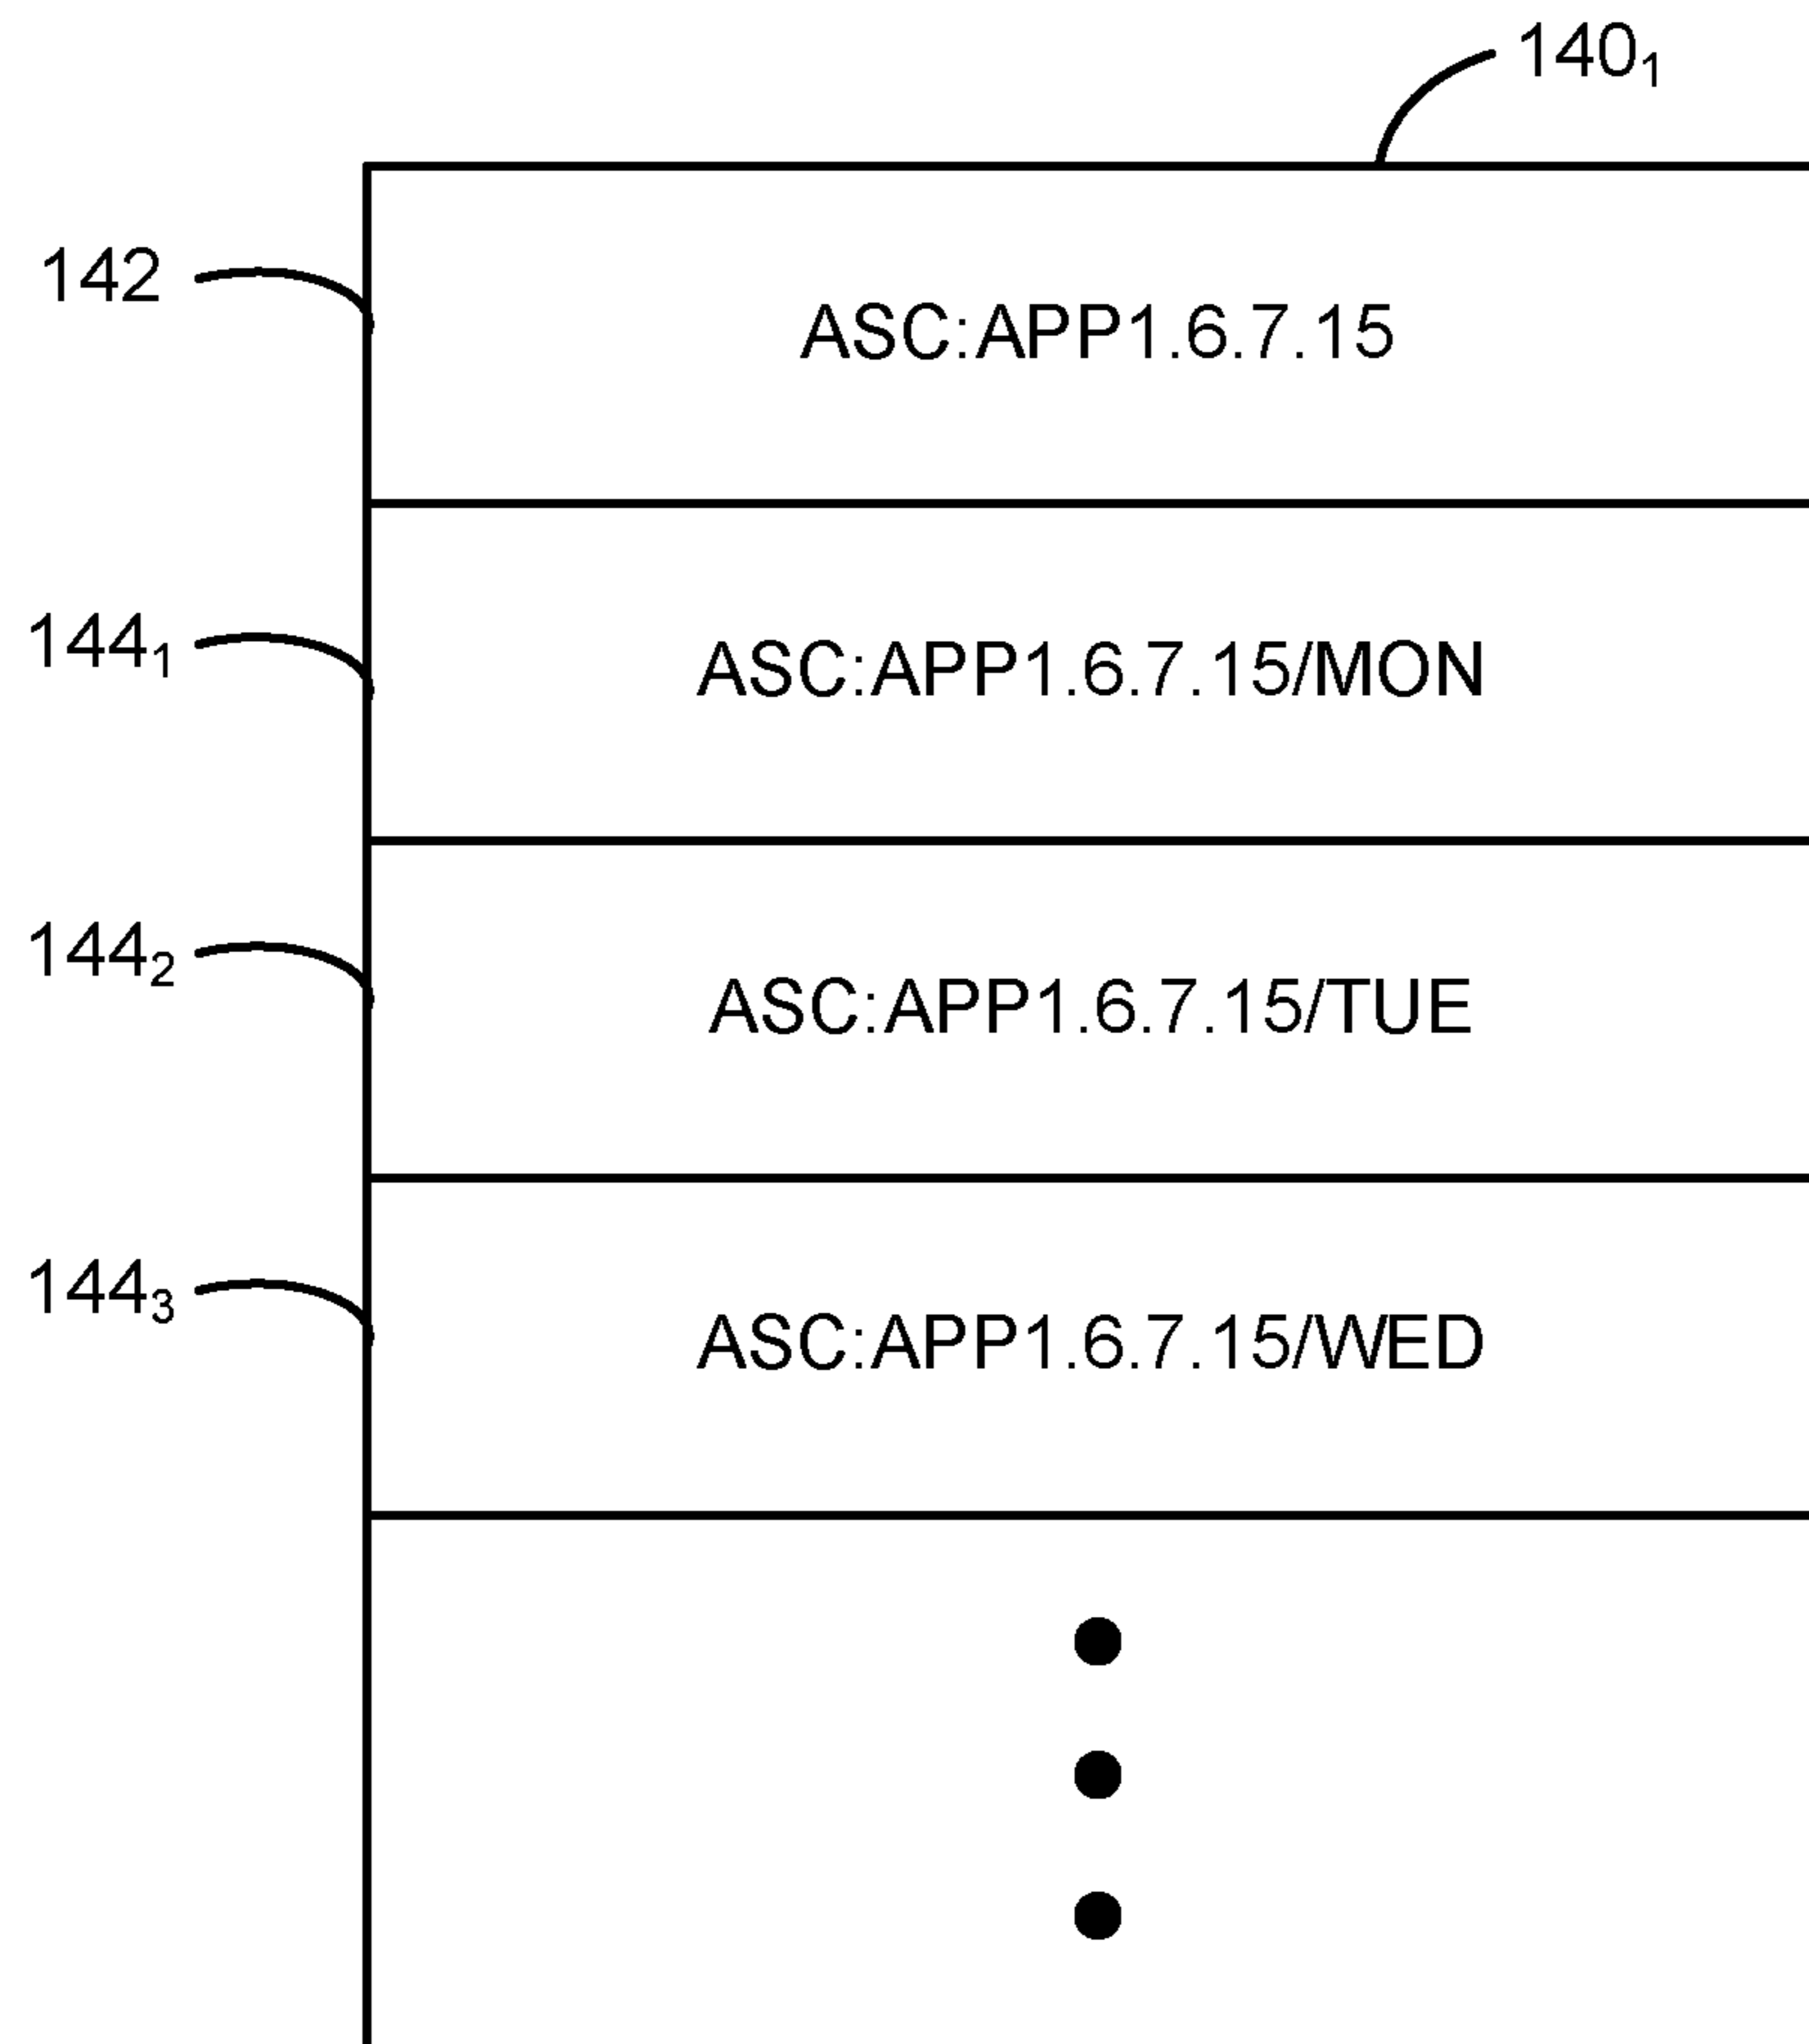 140₁
142
ASC:APP1.6.7.15
144₁
ASC:APP1.6.7.15/MON
144₂
ASC:APP1.6.7.15/TUE
144₃
ASC:APP1.6.7.15/WED